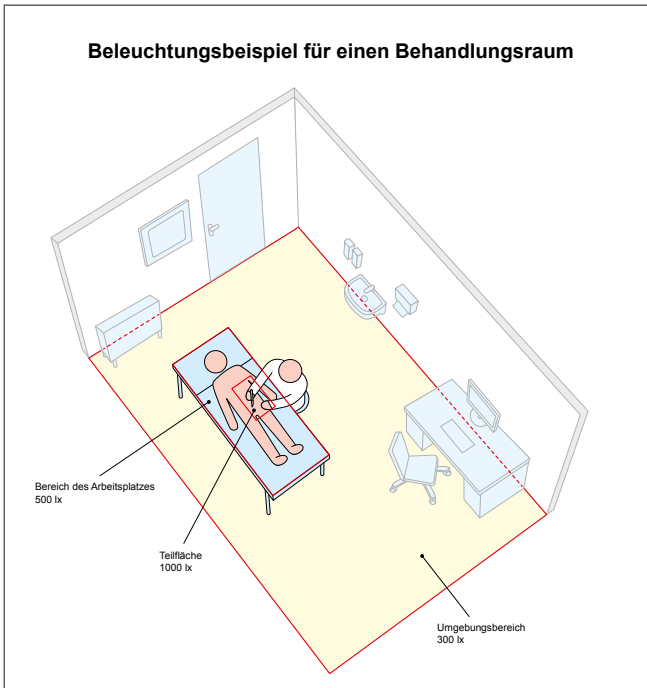 Beleuchtungsbeispiel für einen Behandlungsraum
Bereich des Arbeitsplatzes
500 lx
Teilfläche
1000 lx
Umgebungsbereich
300 lx